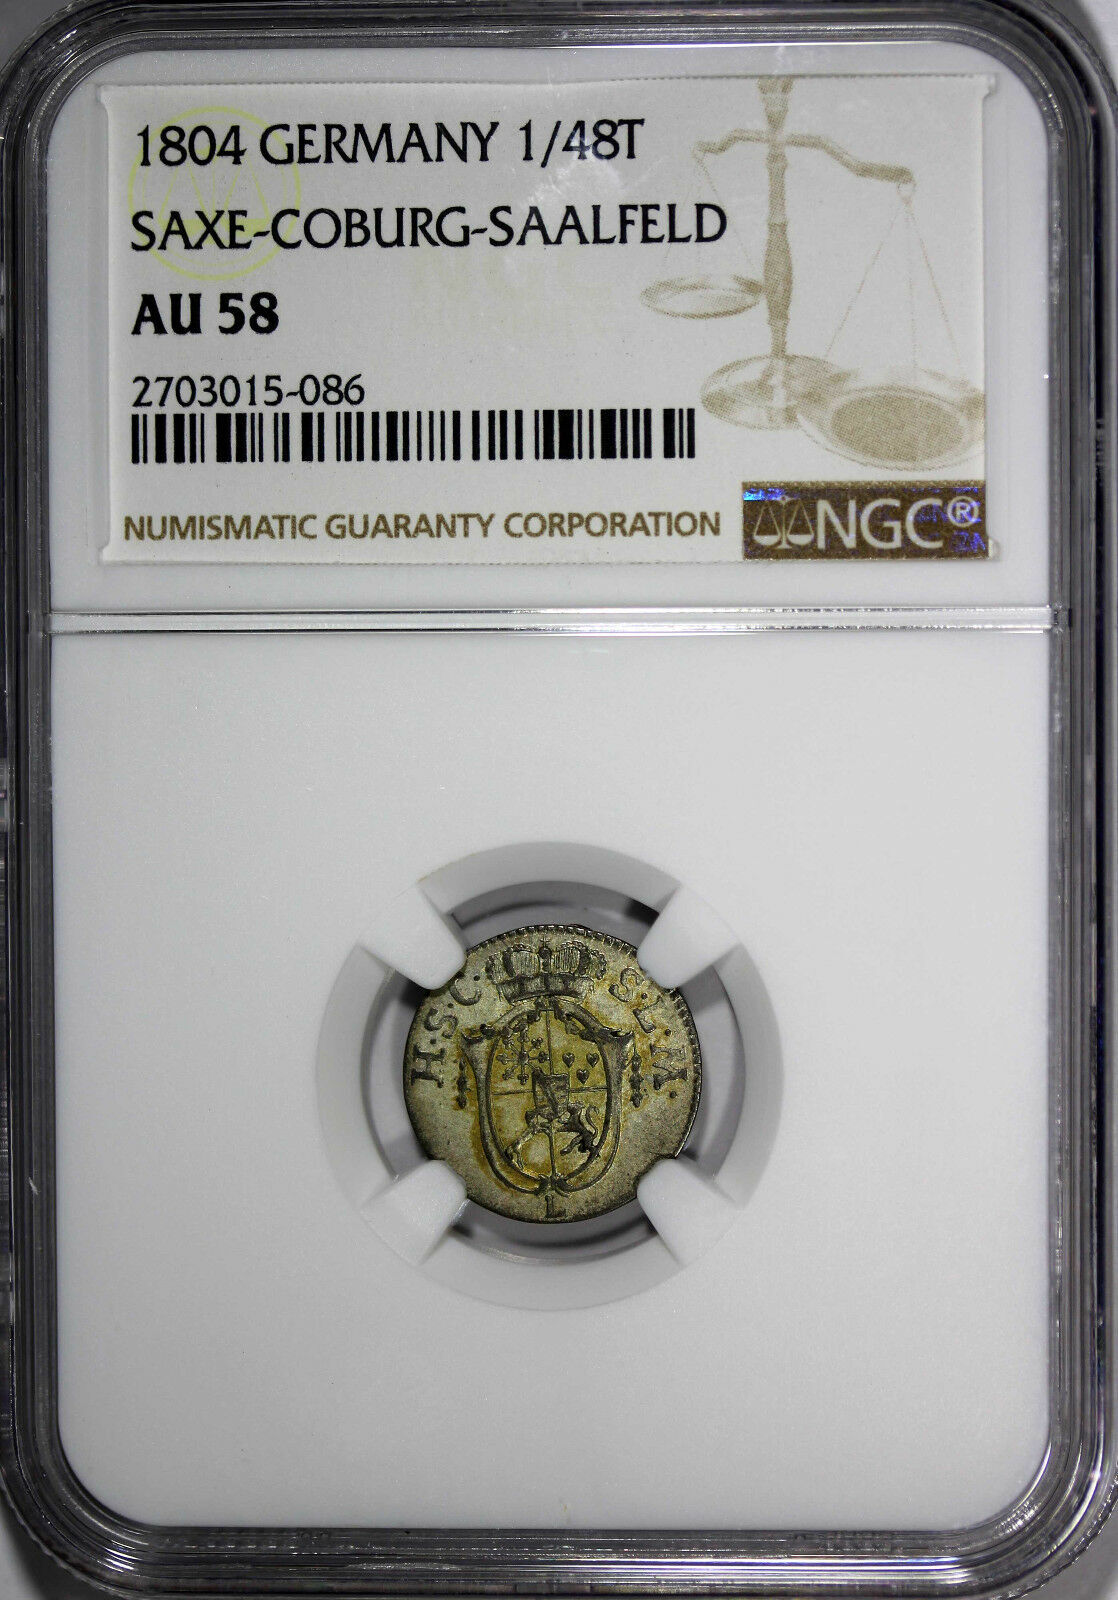 1804 GERMANY 1/48T
SAXE-COBURG-SAALFELD
AU 58
2703015-086
NUMISMATIC GUARANTY CORPORATION
NGC®
H·S·C· S·L·M·
L